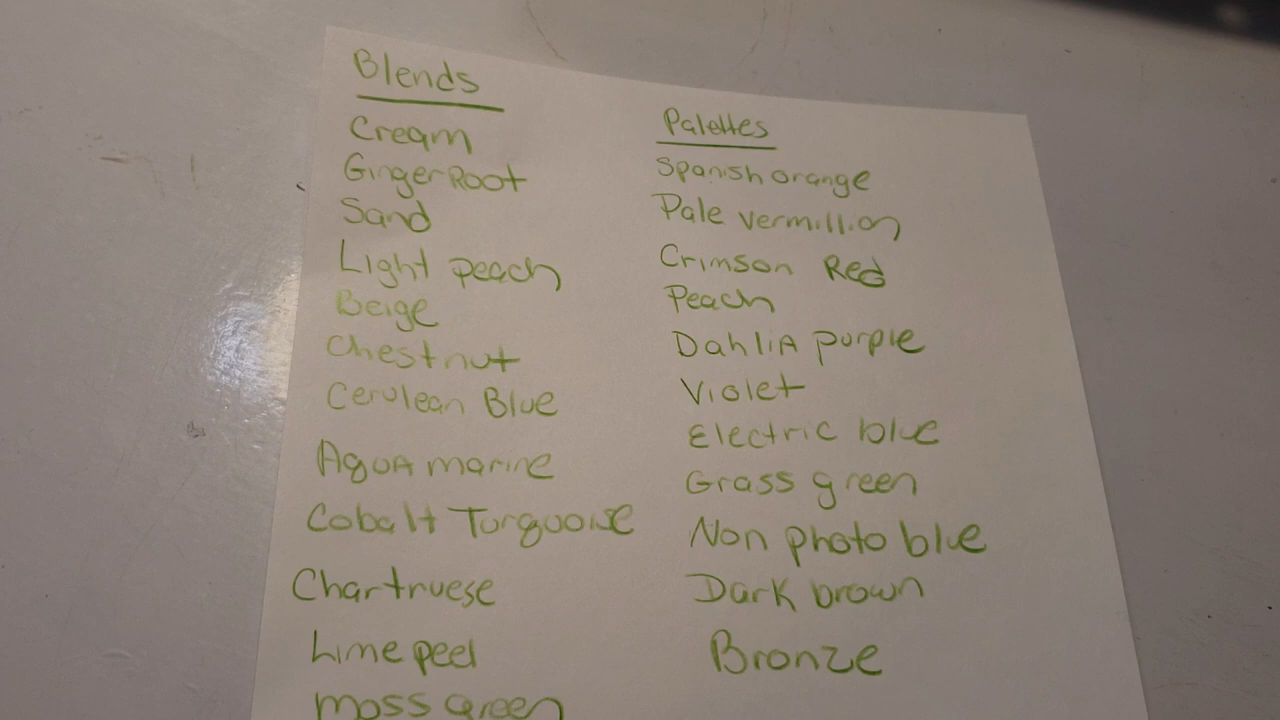 Blends
Cream
Ginger Root
Sand
Light peach
Beige
Chestnut
Cerulean Blue
Aqua marine
Cobalt Turquoise
Chartruese
Lime peel
moss green
Palettes
Spanish orange
Pale vermillion
Crimson Red
Peach
Dahlia purple
Violet
Electric blue
Grass green
Non photo blue
Dark brown
Bronze